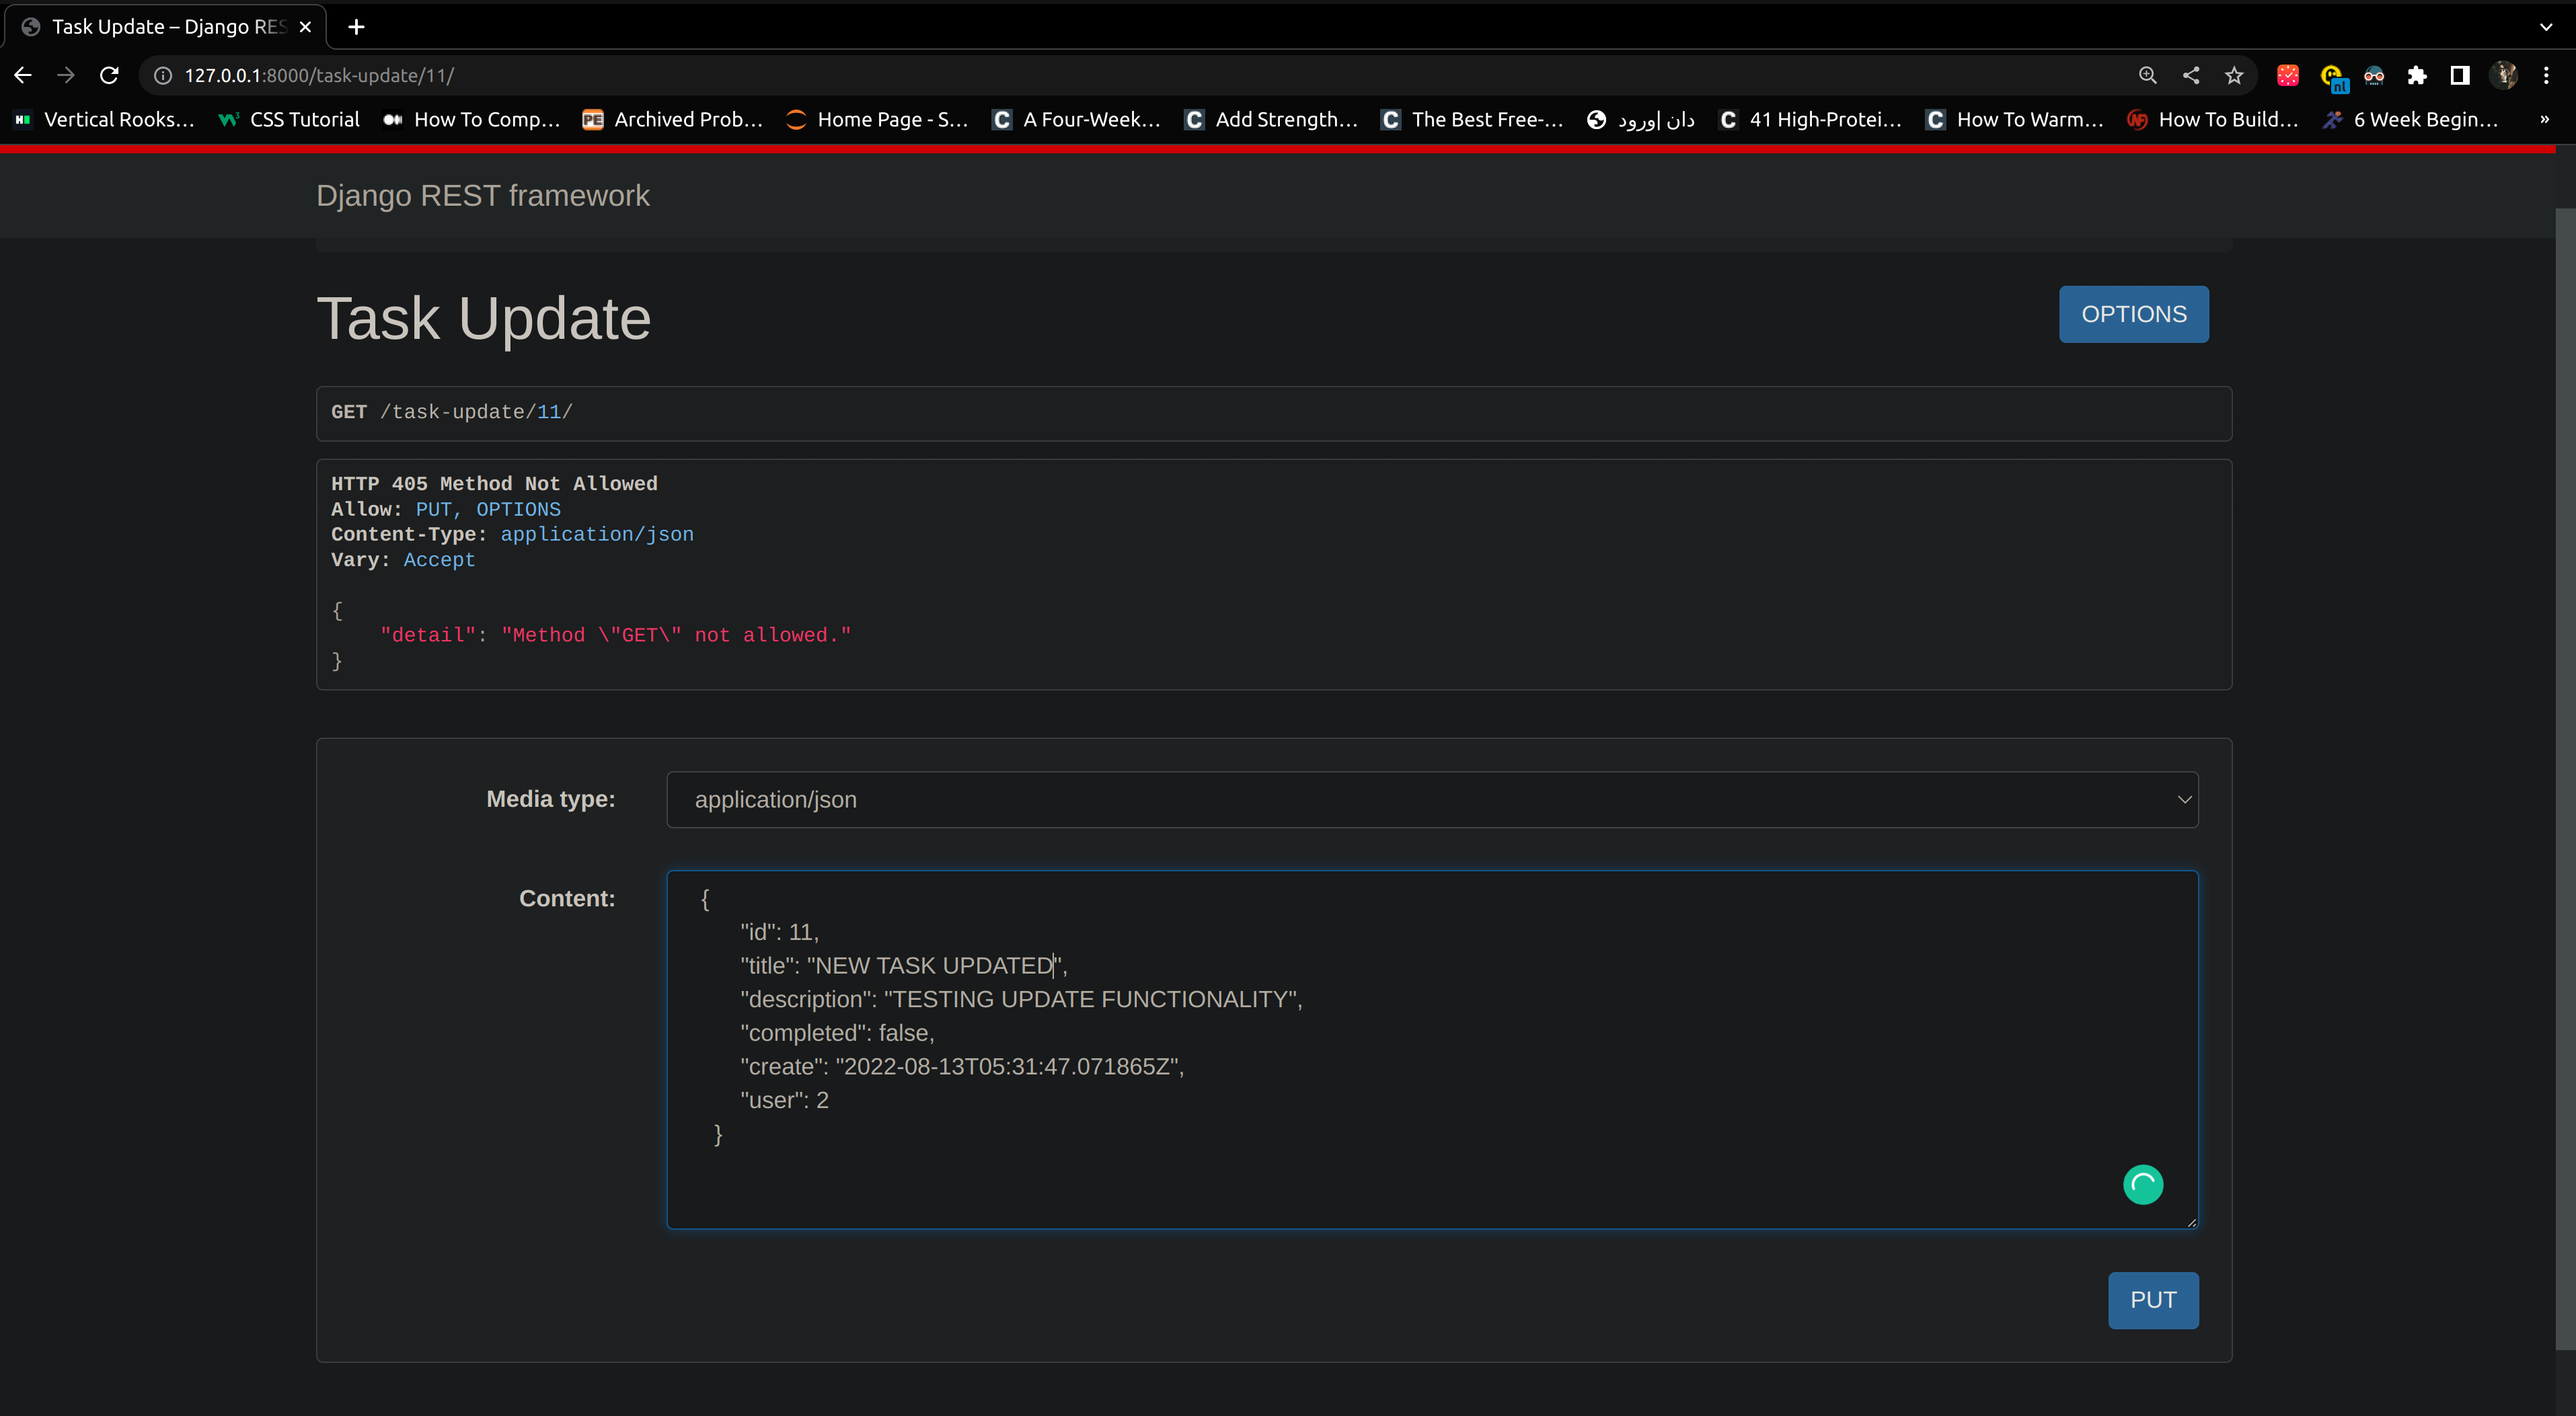 Task Update – Django RES
127.0.0.1:8000/task-update/11/
nl
Vertical Rooks... CSS Tutorial How To Comp... PE Archived Prob... Home Page - S... C A Four-Week... C Add Strength... C The Best Free-... دان |ورود C 41 High-Protei... C How To Warm... How To Build... 6 Week Begin... »
Django REST framework
Task Update
OPTIONS
GET /task-update/11/
HTTP 405 Method Not Allowed
Allow: PUT, OPTIONS
Content-Type: application/json
Vary: Accept
{
"detail": "Method \"GET\" not allowed."
}
Media type: application/json
Content: {
"id": 11,
"title": "NEW TASK UPDATED",
"description": "TESTING UPDATE FUNCTIONALITY",
"completed": false,
"create": "2022-08-13T05:31:47.071865Z",
"user": 2
}
PUT